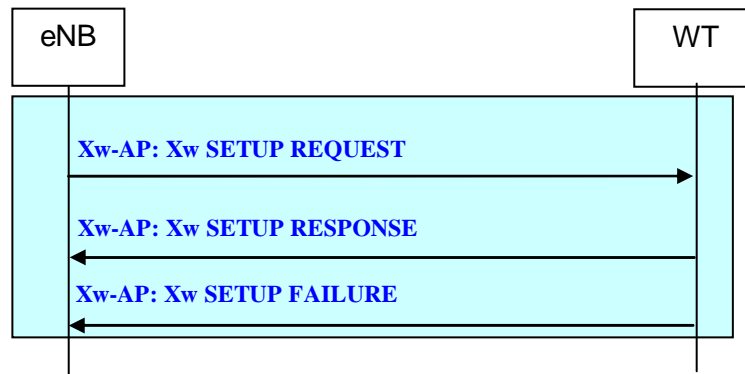 eNB
WT
Xw-AP: Xw SETUP REQUEST
Xw-AP: Xw SETUP RESPONSE
Xw-AP: Xw SETUP FAILURE